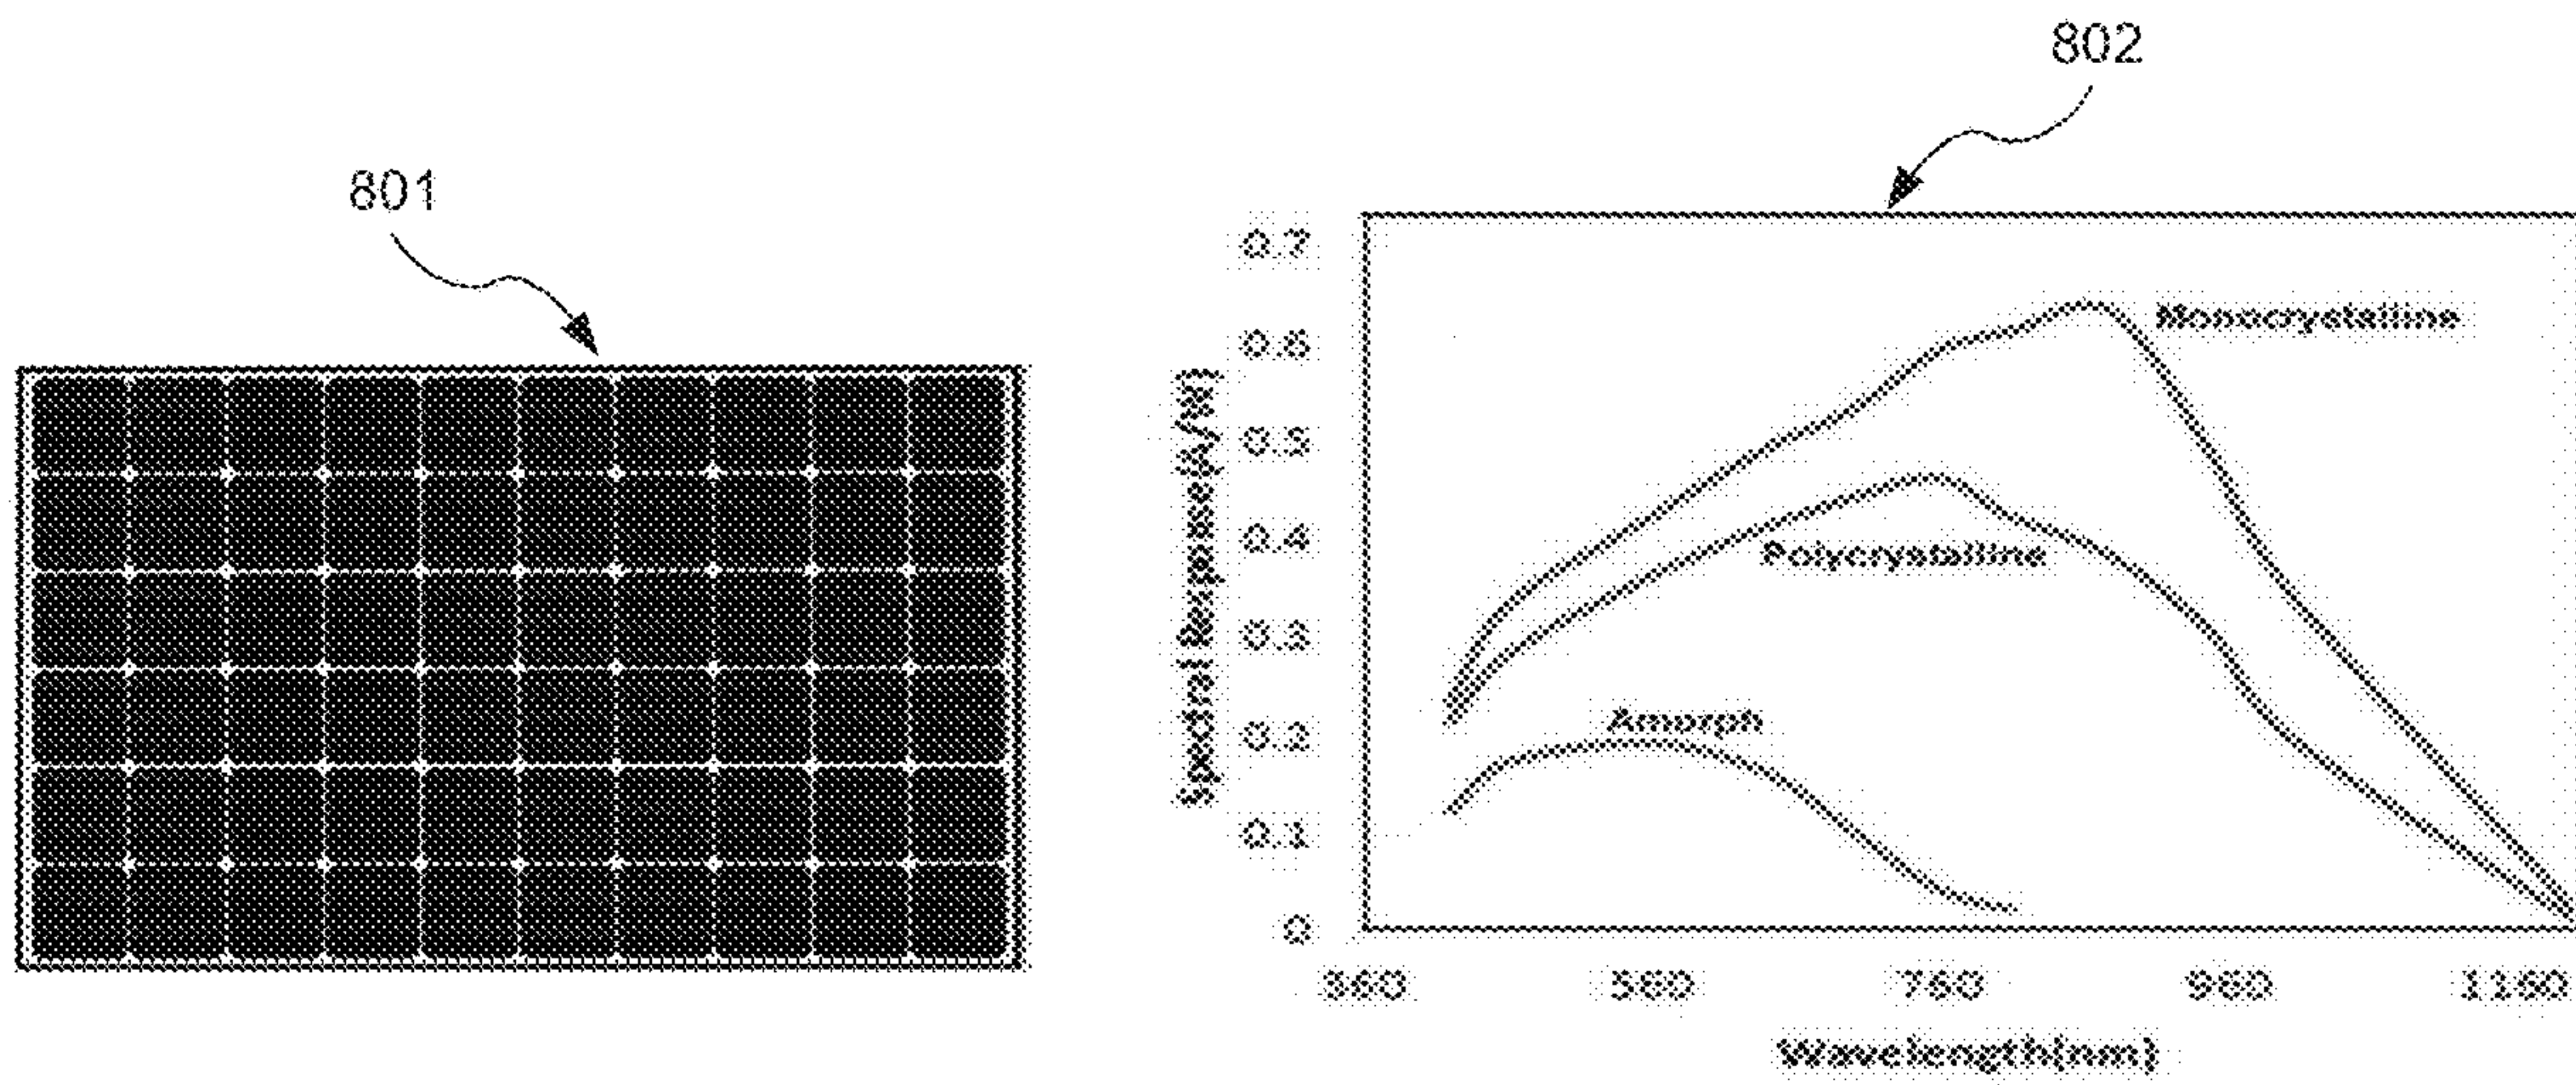 802
801
0.7
Monocrystalline
0.6
0.5
Spectral Response[A/W]
0.4
Polycrystalline
0.3
Amorph
0.2
0.1
0
360 560 760 960 1160
Wavelength[nm]